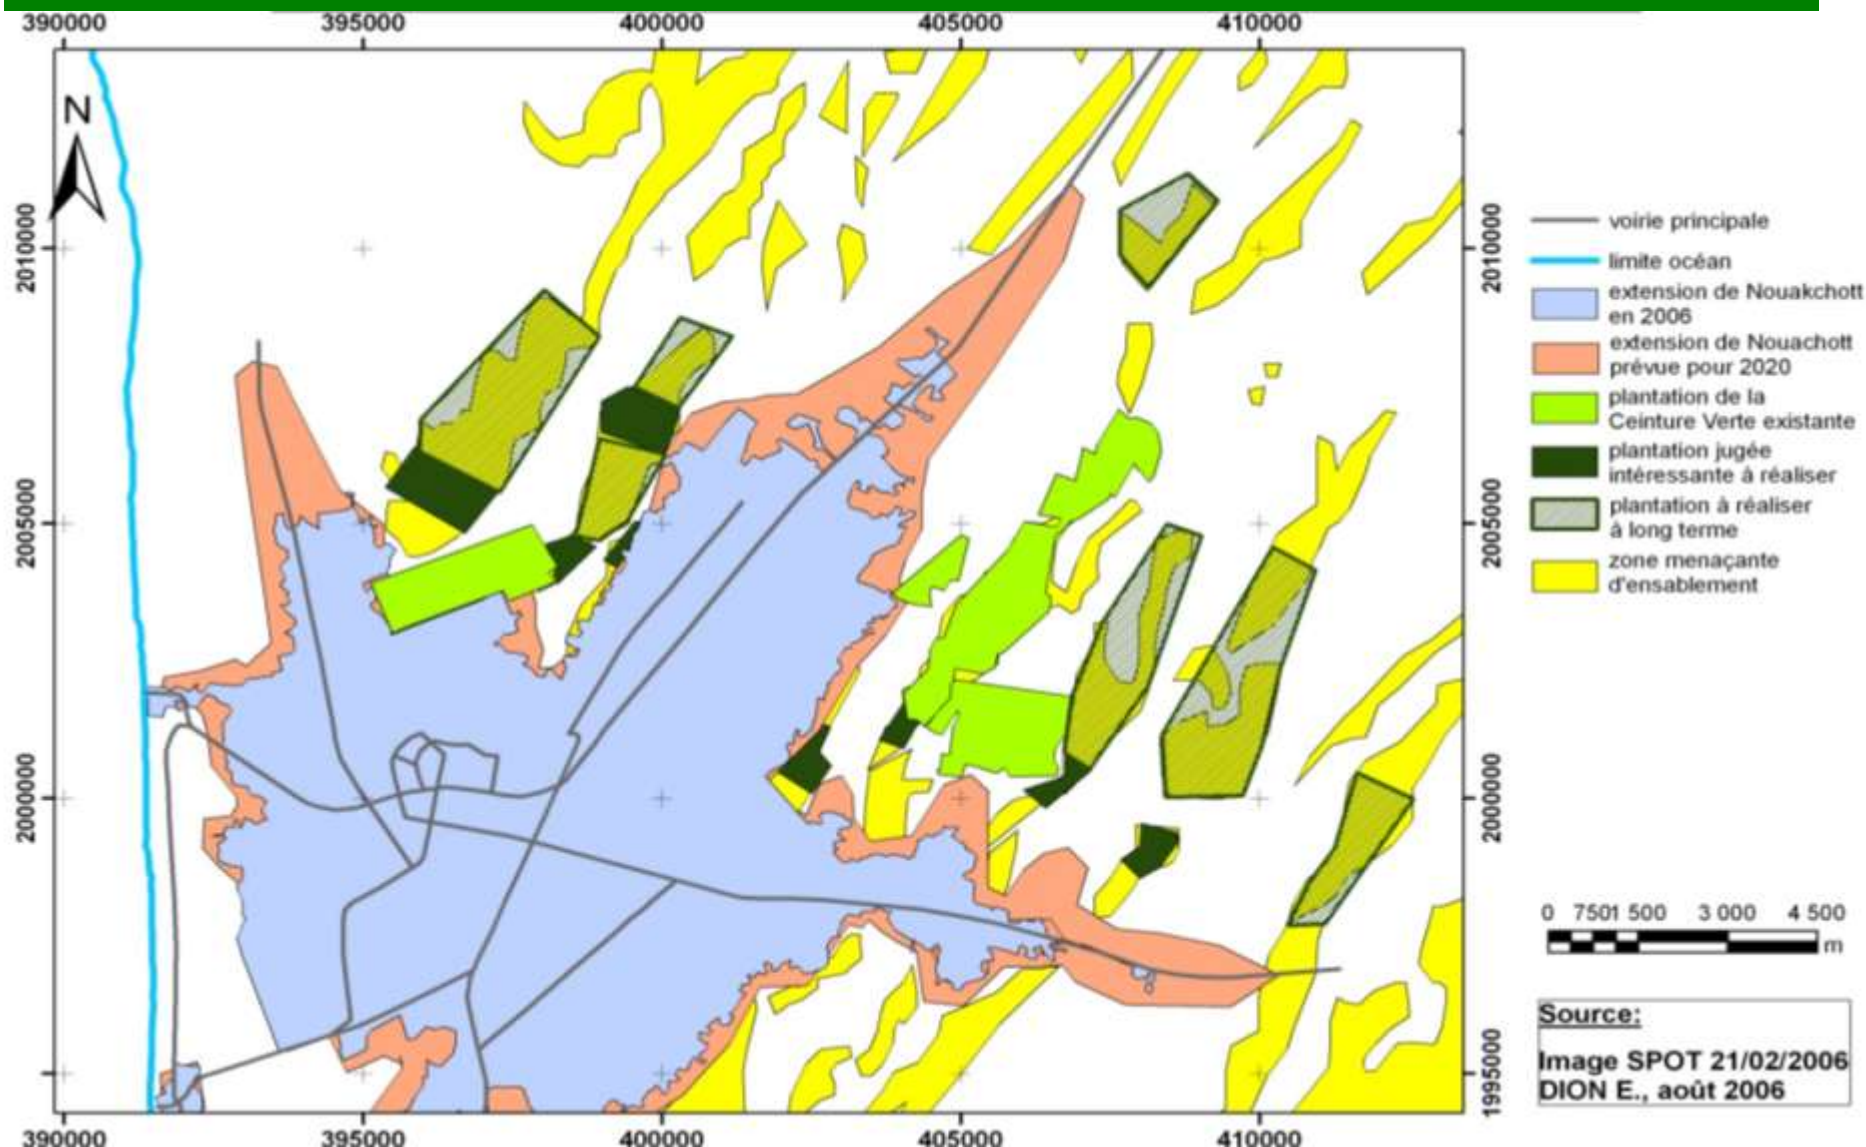 390000 395000 400000 405000 410000
N
2010000
2005000
2000000
2010000
2005000
2000000
1995000
voirie principale
limite océan
extension de Nouakchott
en 2006
extension de Nouachott
prévue pour 2020
plantation de la
Ceinture Verte existante
plantation jugée
intéressante à réaliser
plantation à réaliser
à long terme
zone menaçante
d'ensablement
0 7501 500 3 000 4 500
m
Source:
Image SPOT 21/02/2006
DION E., août 2006
390000 395000 400000 405000 410000